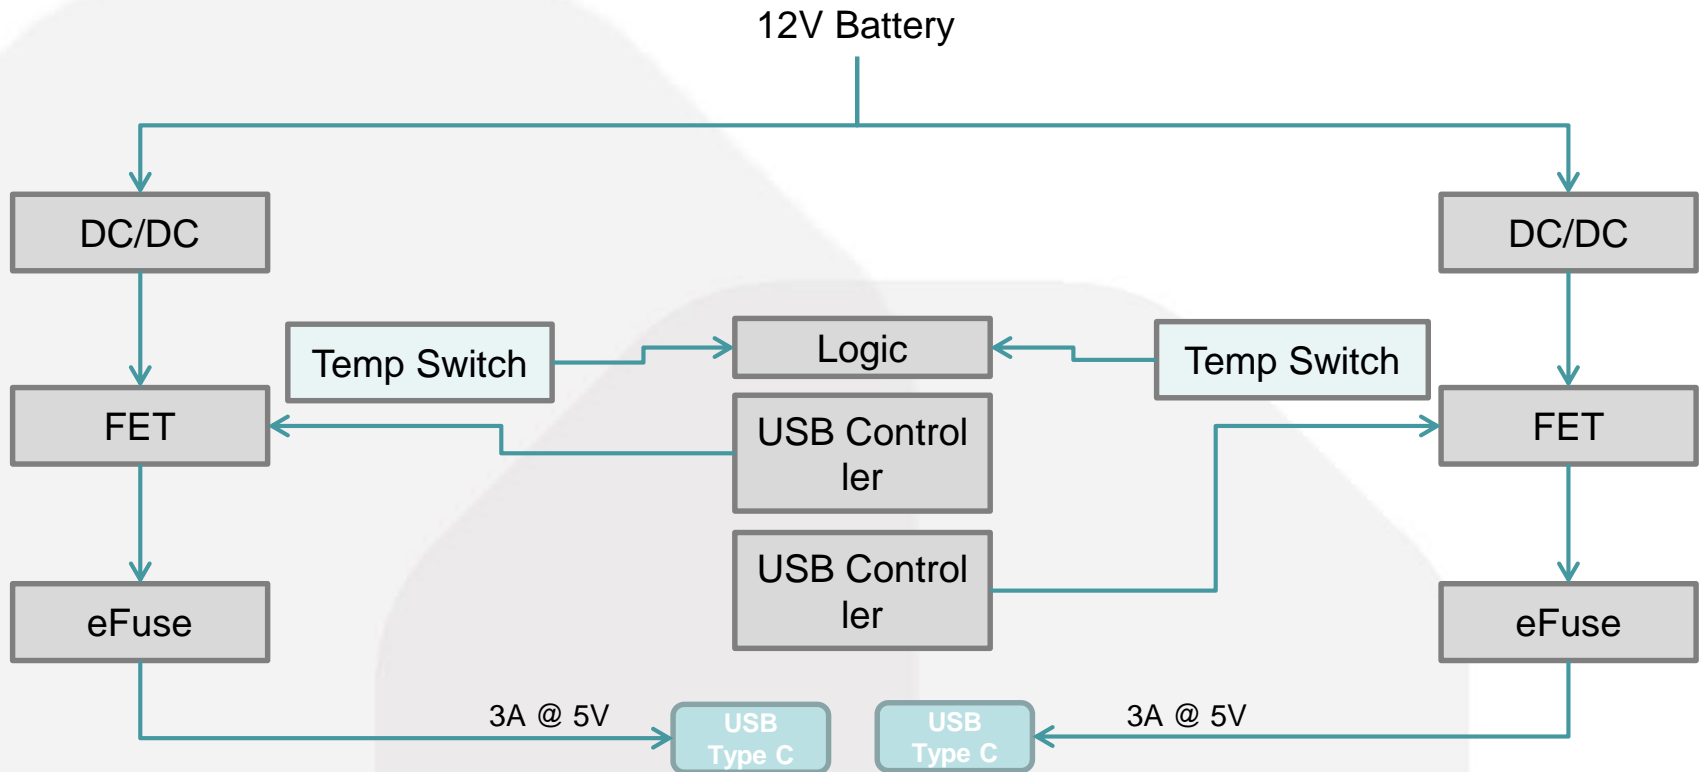 12V Battery
DC/DC
DC/DC
Temp Switch
Logic
Temp Switch
FET
USB Control
ler
FET
eFuse
USB Control
ler
eFuse
3A @ 5V
USB
Type C
USB
Type C
3A @ 5V